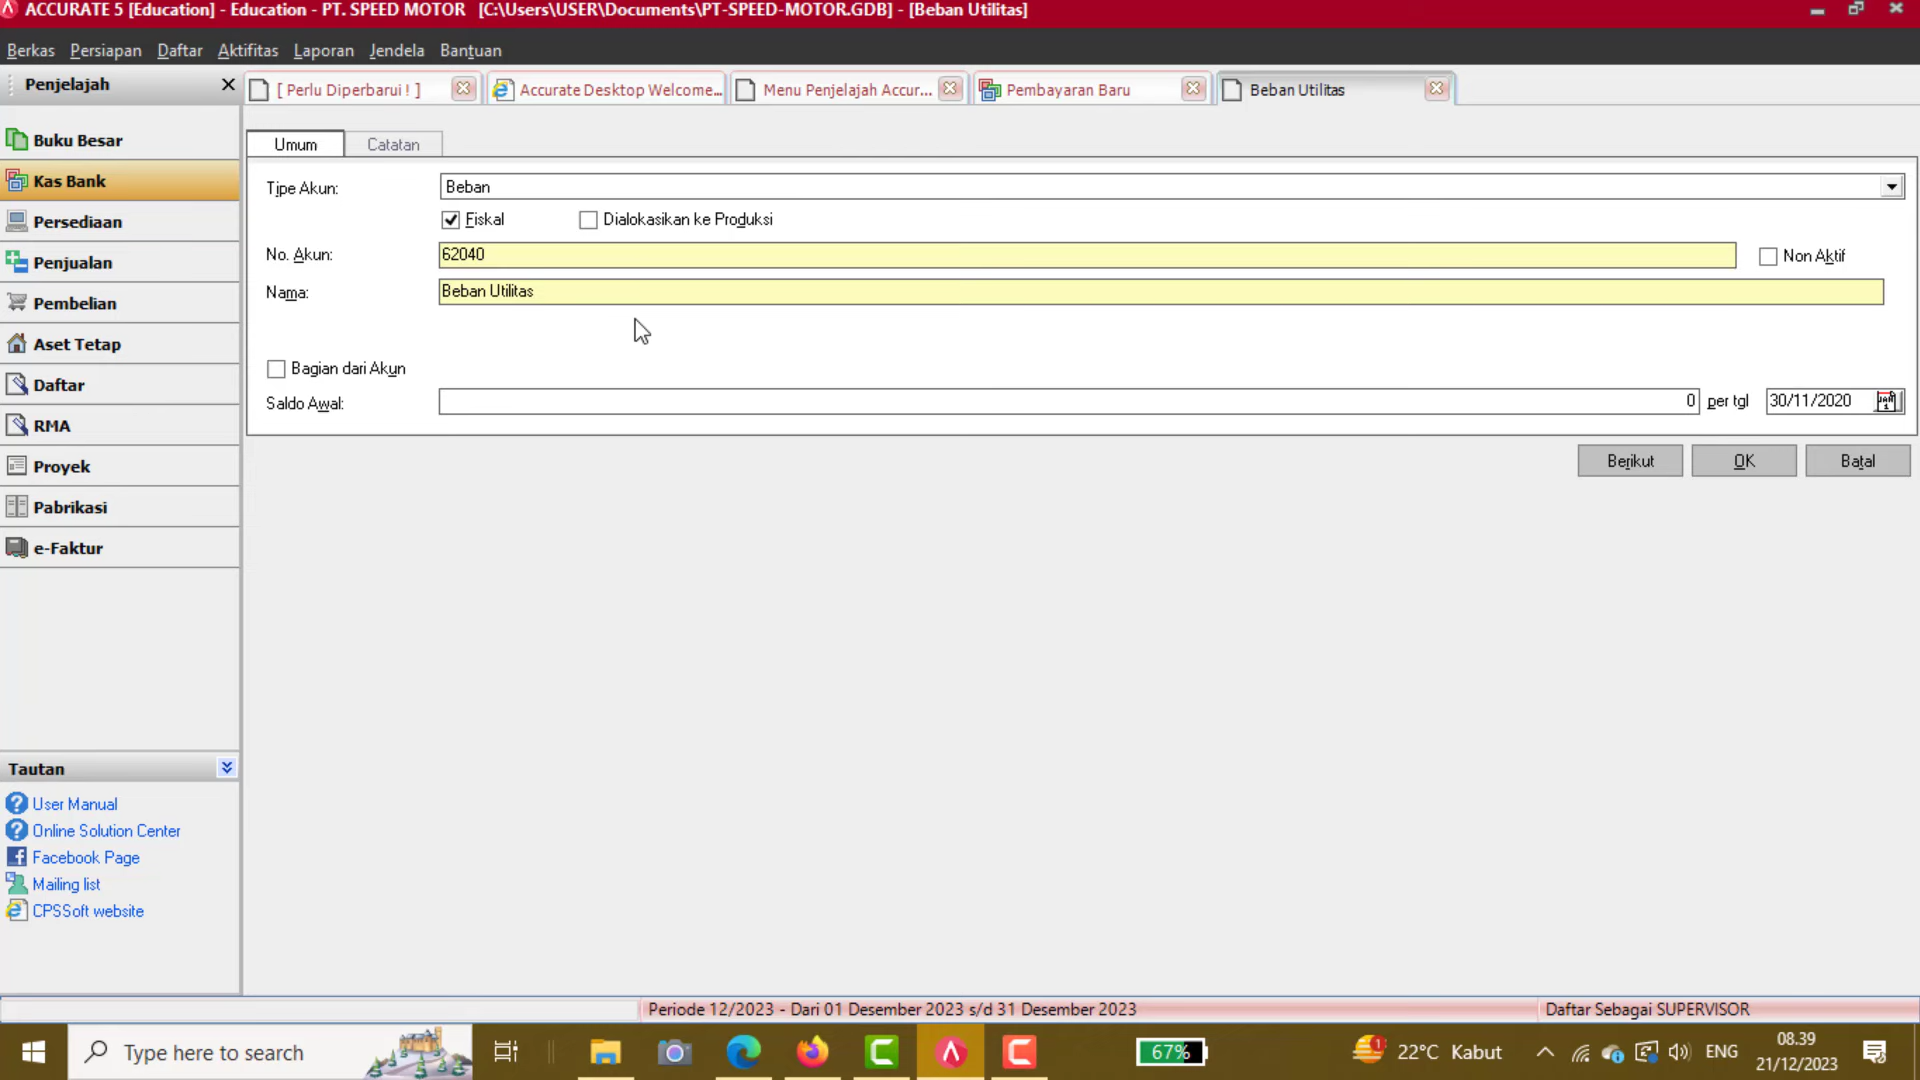 ACCURATE 5 [Education] - Education - PT. SPEED MOTOR [C:\Users\USER\Documents\PT-SPEED-MOTOR.GDB] - [Beban Utilitas]
Berkas Persiapan Daftar Aktifitas Laporan Jendela Bantuan
Penjelajah
[ Perlu Diperbarui ! ]
Accurate Desktop Welcome...
Menu Penjelajah Accur...
Pembayaran Baru
Beban Utilitas
Buku Besar
Kas Bank
Persediaan
Penjualan
Pembelian
Aset Tetap
Daftar
RMA
Proyek
Pabrikasi
e-Faktur
Umum Catatan
Tipe Akun: Beban
Fiskal Dialokasikan ke Produksi
No. Akun: 62040 Non Aktif
Nama: Beban Utilitas
Bagian dari Akun
Saldo Awal: 0 per tgl 30/11/2020
Berikut OK Batal
Tautan
User Manual
Online Solution Center
Facebook Page
Mailing list
CPSSoft website
Periode 12/2023 - Dari 01 Desember 2023 s/d 31 Desember 2023
Daftar Sebagai SUPERVISOR
Type here to search
67%
1
22°C Kabut
ENG
08.39
21/12/2023